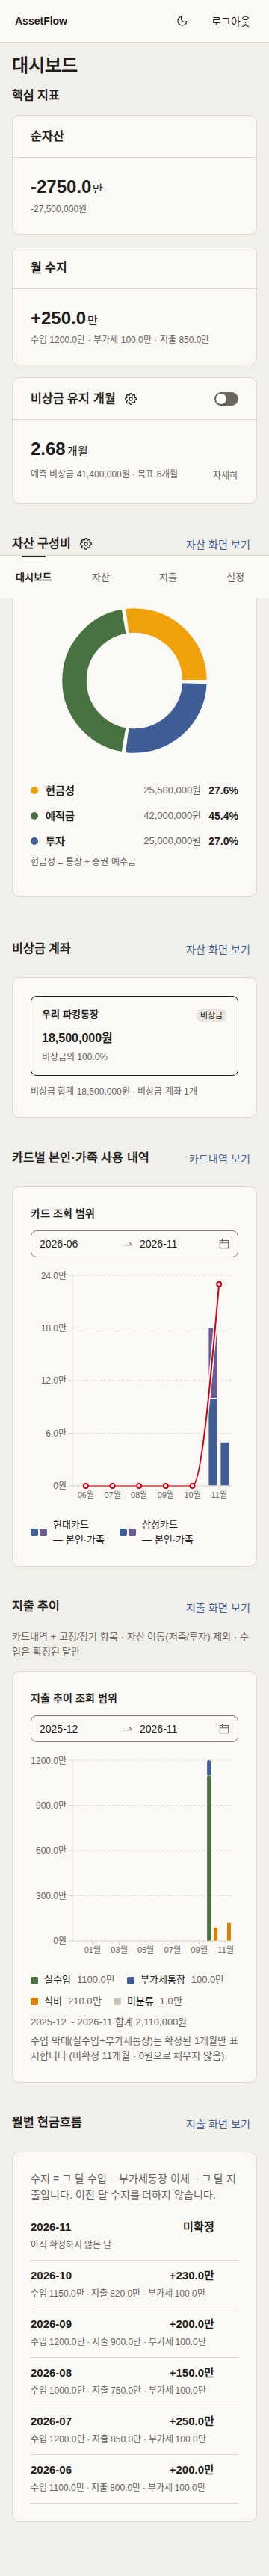 AssetFlow
로그아웃
대시보드
핵심 지표
순자산
-2750.0만
-27,500,000원
월 수지
+250.0만
수입 1200.0만 · 부가세 100.0만 · 지출 850.0만
비상금 유지 개월
2.68개월
예측 비상금 41,400,000원 · 목표 6개월
자세히
자산 구성비
자산 화면 보기
대시보드
자산
지출
설정
현금성 25,500,000원 27.6%
예적금 42,000,000원 45.4%
투자 25,000,000원 27.0%
현금성 = 통장 + 증권 예수금
비상금 계좌
자산 화면 보기
우리 파킹통장
비상금
18,500,000원
비상금의 100.0%
비상금 합계 18,500,000원 · 비상금 계좌 1개
카드별 본인·가족 사용 내역
카드내역 보기
카드 조회 범위
2026-06
2026-11
24.0만
18.0만
12.0만
6.0만
0원
06월 07월 08월 09월 10월 11월
현대카드
— 본인·가족
삼성카드
— 본인·가족
지출 추이
지출 화면 보기
카드내역 + 고정/정기 항목 · 자산 이동(저축/투자) 제외 · 수
입은 확정된 달만
지출 추이 조회 범위
2025-12
2026-11
1200.0만
900.0만
600.0만
300.0만
0원
01월 03월 05월 07월 09월 11월
실수입 1100.0만 부가세통장 100.0만
식비 210.0만 미분류 1.0만
2025-12 ~ 2026-11 합계 2,110,000원
수입 막대(실수입+부가세통장)는 확정된 1개월만 표
시합니다 (미확정 11개월 · 0원으로 채우지 않음).
월별 현금흐름
지출 화면 보기
수지 = 그 달 수입 − 부가세통장 이체 − 그 달 지
출입니다. 이전 달 수지를 더하지 않습니다.
2026-11 미확정
아직 확정하지 않은 달
2026-10 +230.0만
수입 1150.0만 · 지출 820.0만 · 부가세 100.0만
2026-09 +200.0만
수입 1200.0만 · 지출 900.0만 · 부가세 100.0만
2026-08 +150.0만
수입 1000.0만 · 지출 750.0만 · 부가세 100.0만
2026-07 +250.0만
수입 1200.0만 · 지출 850.0만 · 부가세 100.0만
2026-06 +200.0만
수입 1100.0만 · 지출 800.0만 · 부가세 100.0만